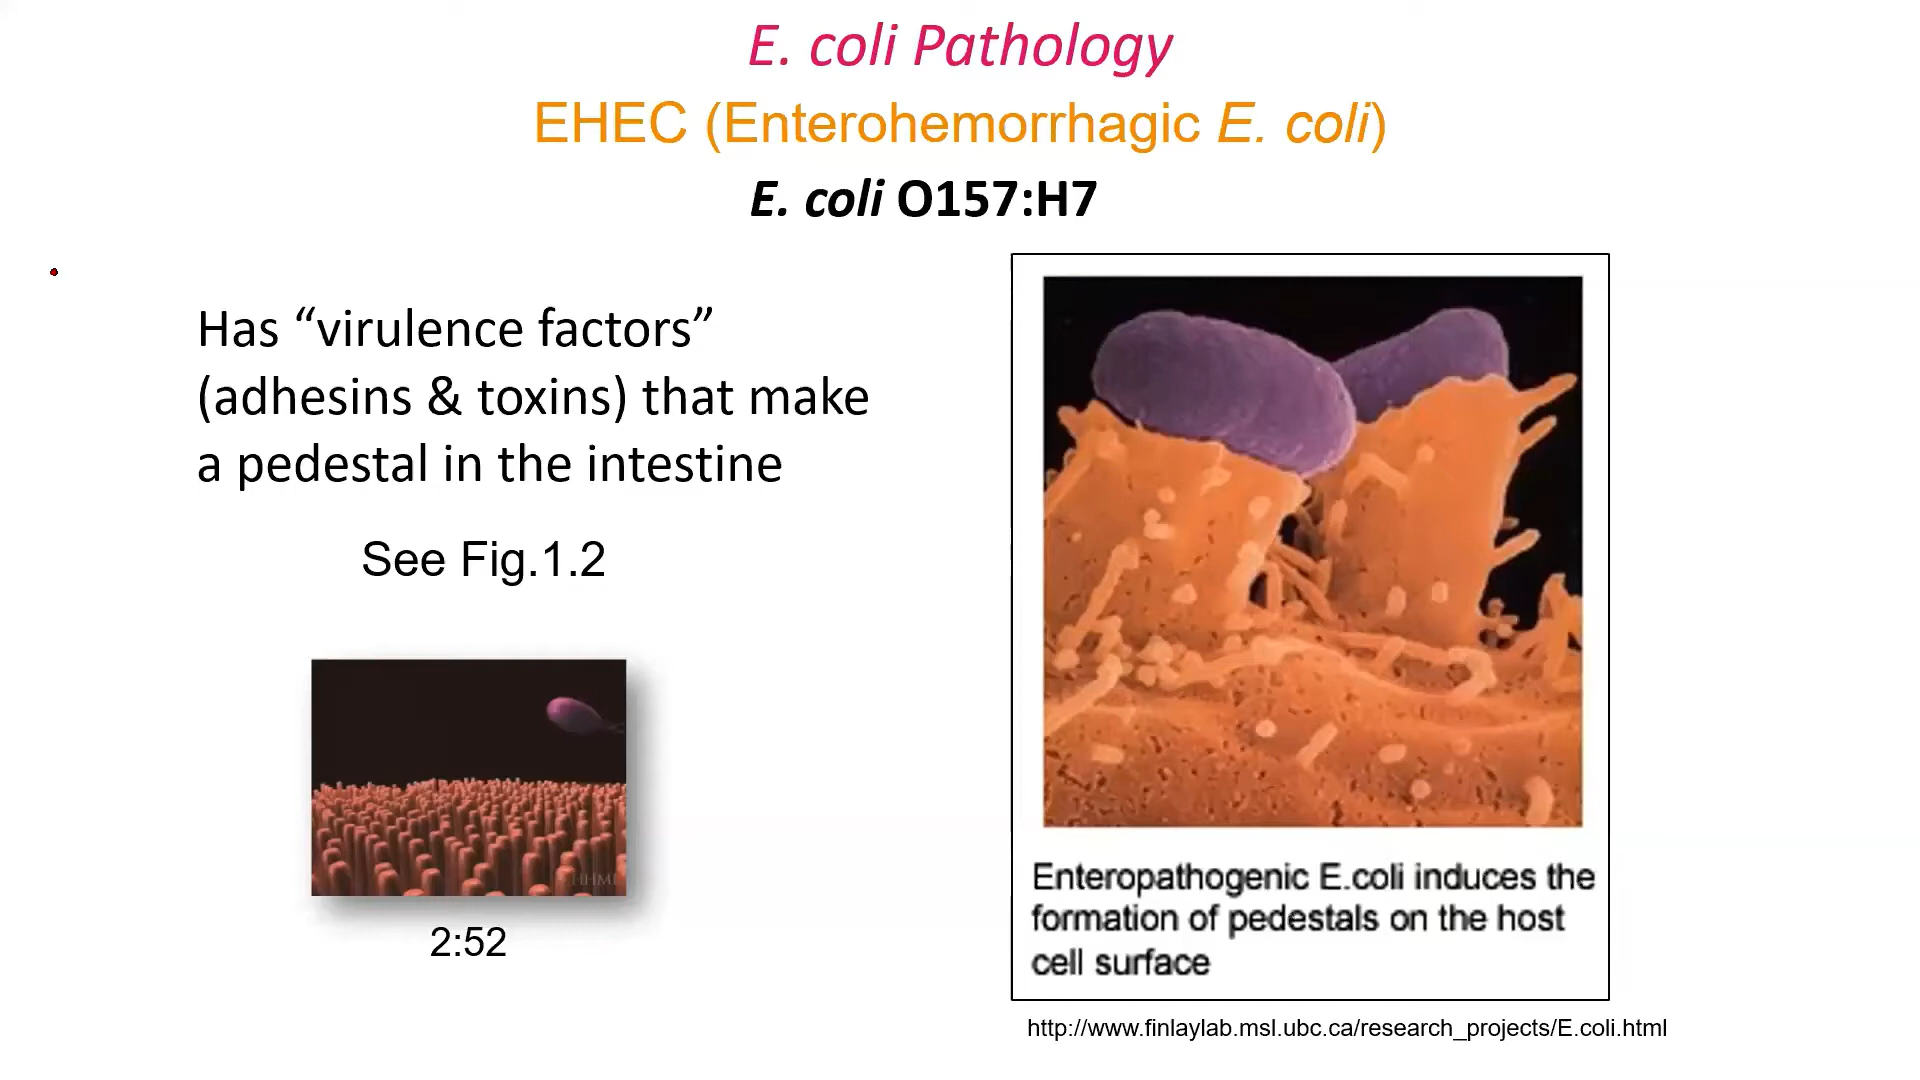 E. coli Pathology
EHEC (Enterohemorrhagic E. coli)
E. coli O157:H7
Has “virulence factors”
(adhesins & toxins) that make
a pedestal in the intestine
See Fig.1.2
HHMI
2:52
Enteropathogenic E.coli induces the
formation of pedestals on the host
cell surface
http://www.finlaylab.msl.ubc.ca/research_projects/E.coli.html